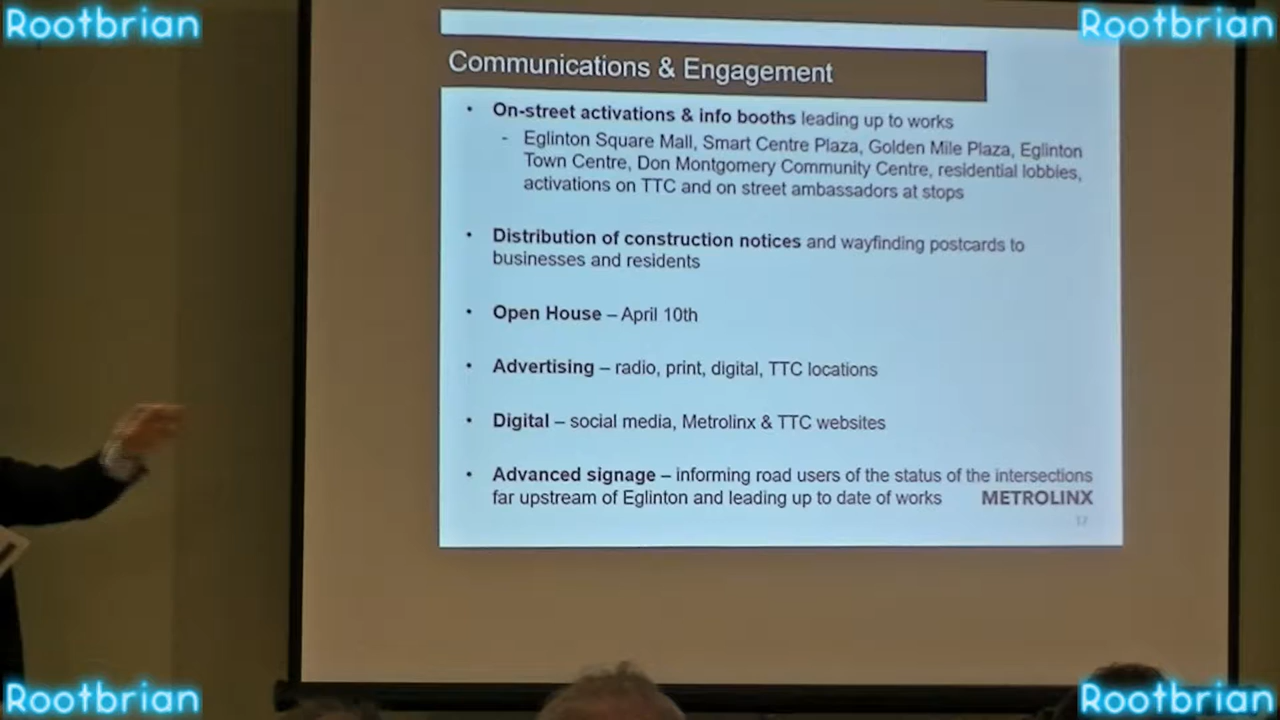 Rootbrian
Rootbrian
Communications & Engagement
• On-street activations & info booths leading up to works
- Eglinton Square Mall, Smart Centre Plaza, Golden Mile Plaza, Eglinton
Town Centre, Don Montgomery Community Centre, residential lobbies,
activations on TTC and on street ambassadors at stops
• Distribution of construction notices and wayfinding postcards to
businesses and residents
• Open House – April 10th
• Advertising – radio, print, digital, TTC locations
• Digital – social media, Metrolinx & TTC websites
• Advanced signage – informing road users of the status of the intersections
far upstream of Eglinton and leading up to date of works
METROLINX
17
Rootbrian
Rootbrian